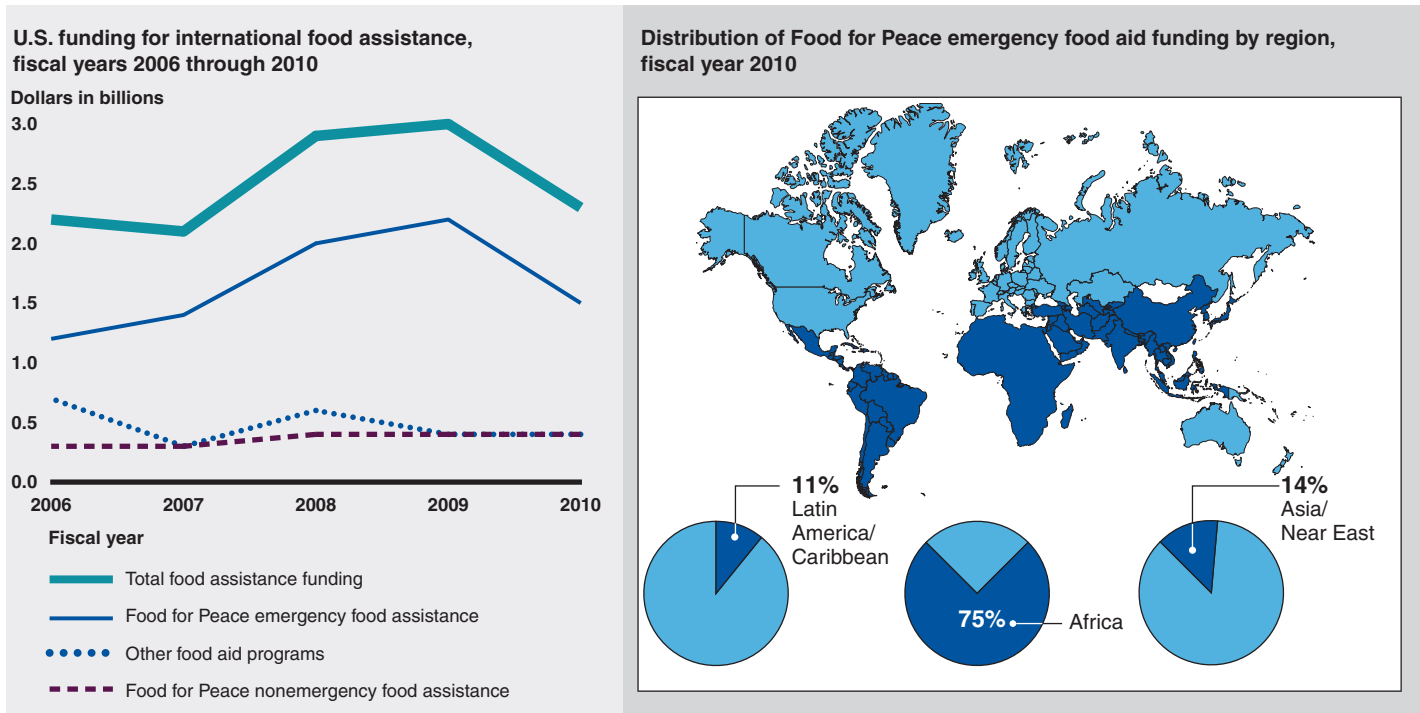 U.S. funding for international food assistance,
fiscal years 2006 through 2010
Dollars in billions
3.0
2.5
2.0
1.5
1.0
0.5
0.0
2006 2007 2008 2009 2010
Fiscal year
Total food assistance funding
Food for Peace emergency food assistance
Other food aid programs
Food for Peace nonemergency food assistance
Distribution of Food for Peace emergency food aid funding by region,
fiscal year 2010
11%
Latin
America/
Caribbean
75%
Africa
14%
Asia/
Near East